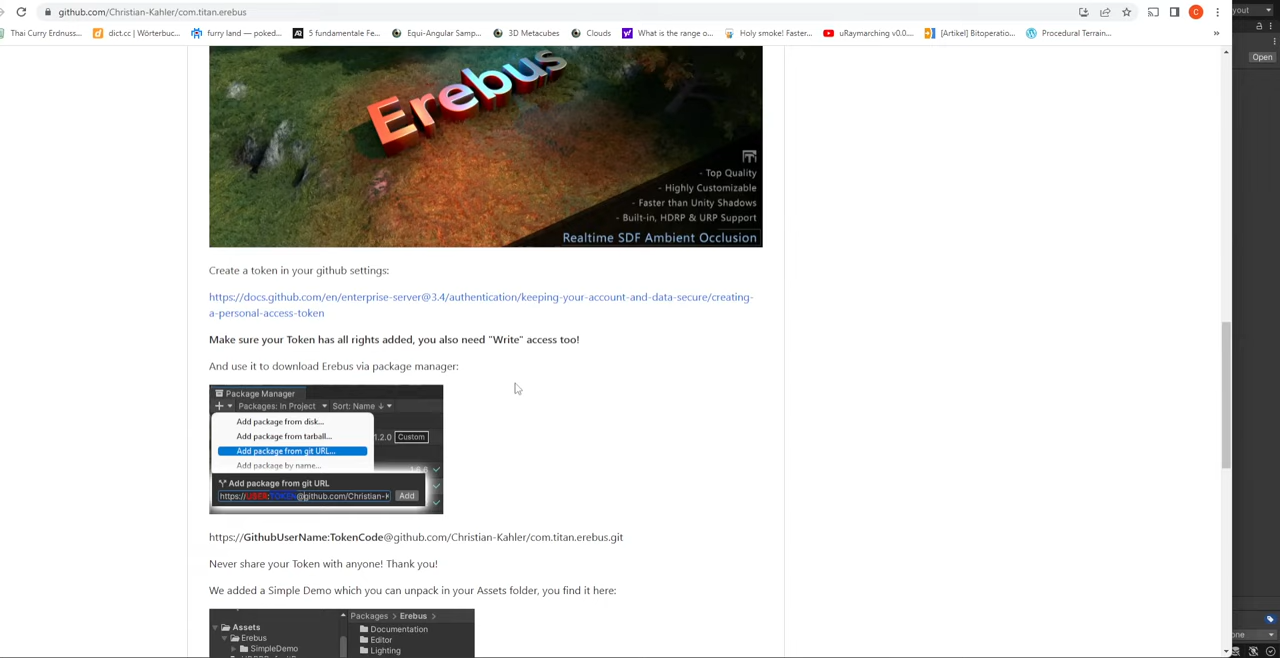 github.com/Christian-Kahler/com.titan.erebus
C
yout
Thai Curry Erdnuss...
dict.cc | Wörterbuc...
furry land — poked...
5 fundamentale Fe...
Equi-Angular Samp...
3D Metacubes
Clouds
What is the range o...
Holy smoke! Faster...
uRaymarching v0.0....
[Artikel] Bitoperatio...
Procedural Terrain...
»
Open
Erebus
- Top Quality
- Highly Customizable
- Faster than Unity Shadows
- Built-in, HDRP & URP Support
Realtime SDF Ambient Occlusion
Create a token in your github settings:
https://docs.github.com/en/enterprise-server@3.4/authentication/keeping-your-account-and-data-secure/creating-
a-personal-access-token
Make sure your Token has all rights added, you also need "Write" access too!
And use it to download Erebus via package manager:
Package Manager
+ Packages: In Project Sort: Name ↓
Add package from disk...
Add package from tarball...
1.2.0 Custom
Add package from git URL...
Add package by name...
Add package from git URL
https://USER:TOKEN@github.com/Christian-K Add
https://GithubUserName:TokenCode@github.com/Christian-Kahler/com.titan.erebus.git
Never share your Token with anyone! Thank you!
We added a Simple Demo which you can unpack in your Assets folder, you find it here:
Assets
Erebus
SimpleDemo
Packages > Erebus >
Documentation
Editor
Lighting
one